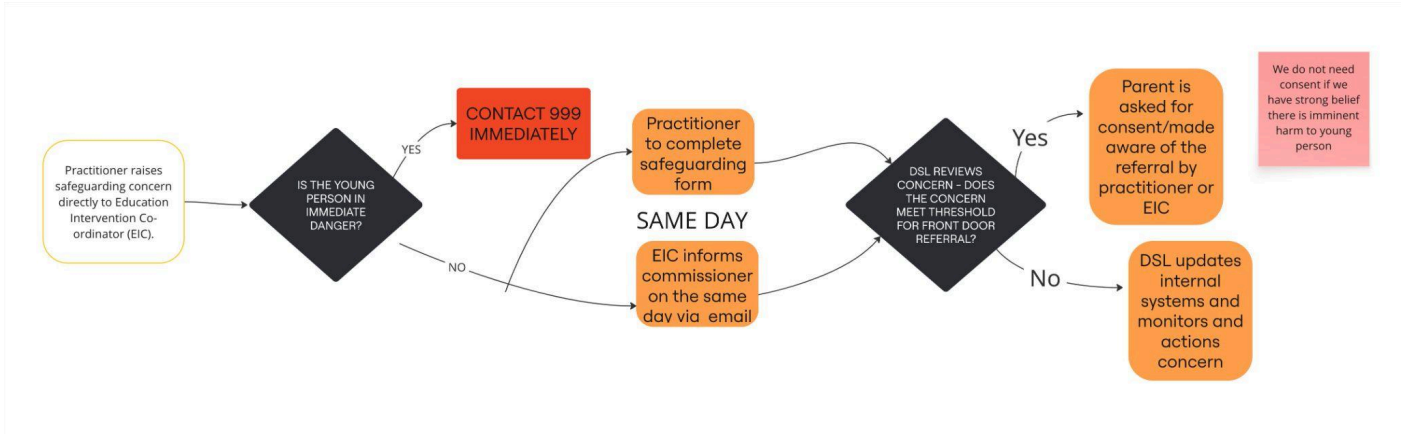 Practitioner raises
safeguarding concern
directly to Education
Intervention Co-
ordinator (EIC).
IS THE YOUNG
PERSON IN
IMMEDIATE
DANGER?
YES
CONTACT 999
IMMEDIATELY
NO
Practitioner
to complete
safeguarding
form
SAME DAY
EIC informs
commissioner
on the same
day via email
DSL REVIEWS
CONCERN - DOES
THE CONCERN
MEET THRESHOLD
FOR FRONT DOOR
REFERRAL?
Yes
Parent is
asked for
consent/made
aware of the
referral by
practitioner or
EIC
We do not need
consent if we
have strong belief
there is imminent
harm to young
person
No
DSL updates
internal
systems and
monitors and
actions
concern